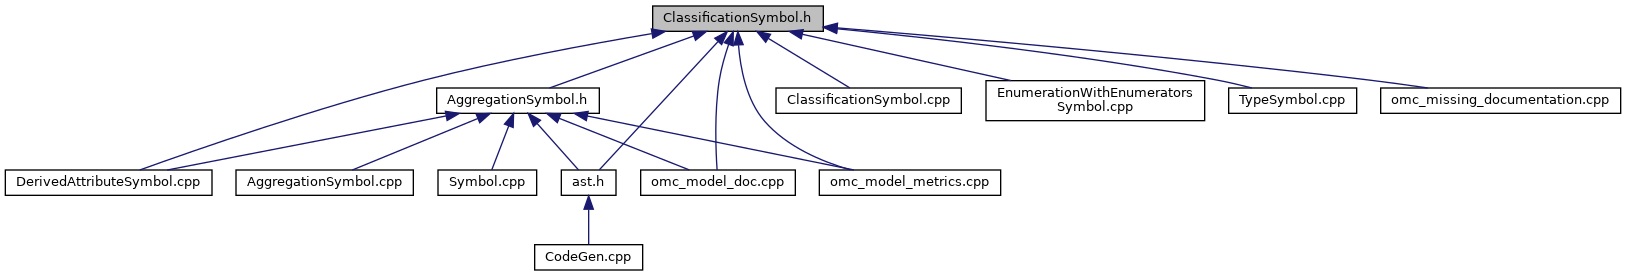 ClassificationSymbol.h
AggregationSymbol.h
ClassificationSymbol.cpp
EnumerationWithEnumerators
Symbol.cpp
TypeSymbol.cpp
omc_missing_documentation.cpp
DerivedAttributeSymbol.cpp
AggregationSymbol.cpp
Symbol.cpp
ast.h
omc_model_doc.cpp
omc_model_metrics.cpp
CodeGen.cpp